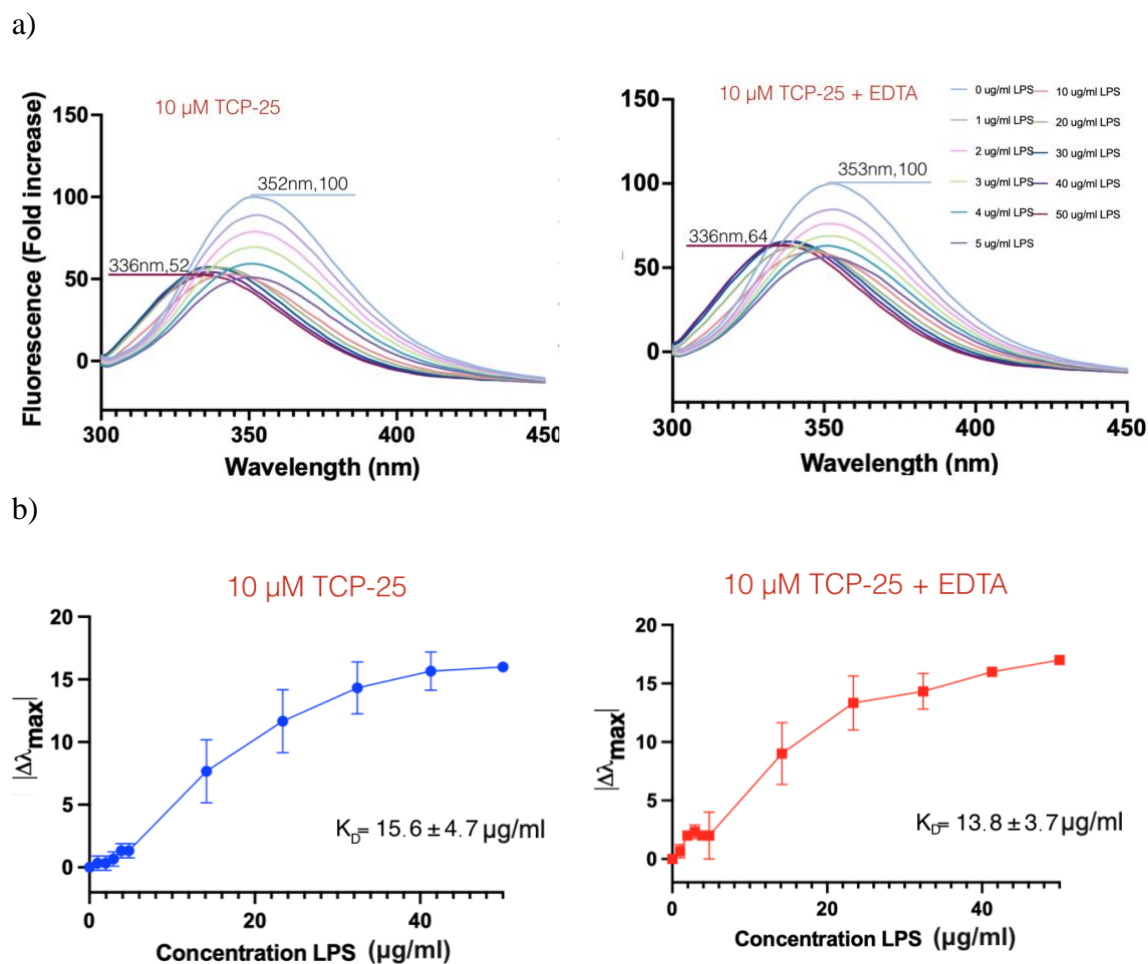 a)
10 µM TCP-25
10 µM TCP-25 + EDTA
Fluorescence (Fold increase)
150
100
50
0
352nm,100
336nm,52
300
350
400
450
Wavelength (nm)
150
100
50
0
353nm,100
336nm,64
300
350
400
450
Wavelength (nm)
0 ug/ml LPS
10 ug/ml LPS
1 ug/ml LPS
20 ug/ml LPS
2 ug/ml LPS
30 ug/ml LPS
3 ug/ml LPS
40 ug/ml LPS
4 ug/ml LPS
50 ug/ml LPS
5 ug/ml LPS
b)
10 µM TCP-25
10 µM TCP-25 + EDTA
|Δλmax|
20
15
10
5
0
KD= 15.6 ± 4.7 µg/ml
0
20
40
Concentration LPS (µg/ml)
|Δλmax|
20
15
10
5
0
KD= 13.8 ± 3.7 µg/ml
0
20
40
Concentration LPS (µg/ml)